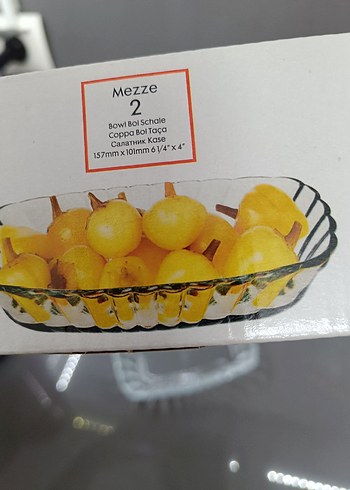 Mezze
2
Bowl Bol Schale
Coppa Bol Taça
Салатник Kase
157mm x 101mm 6 1/4" x 4"